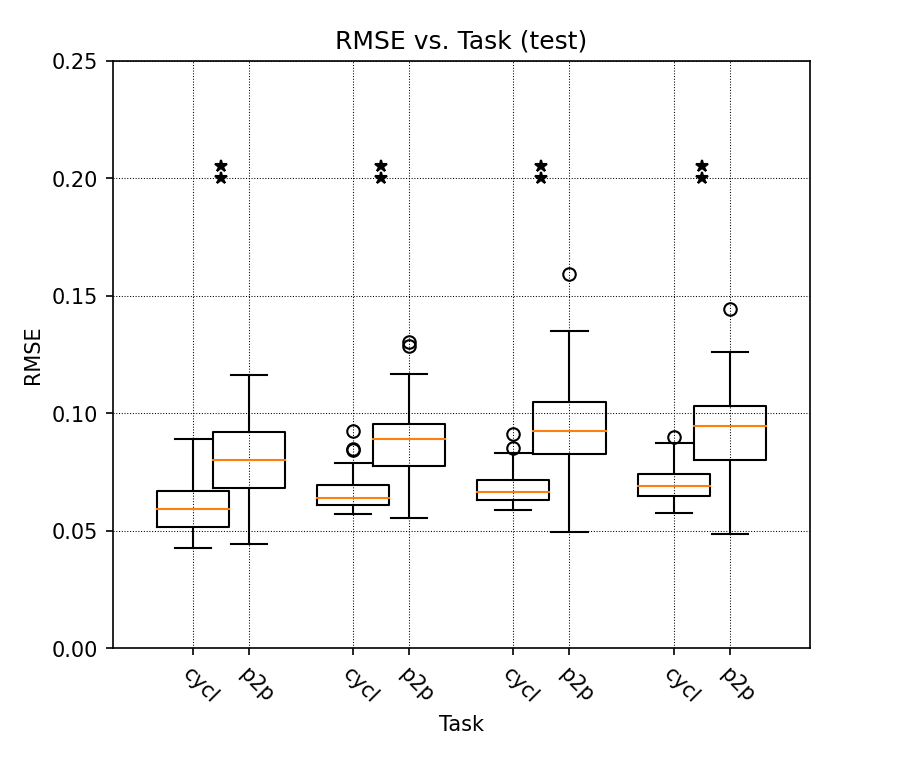 RMSE vs. Task (test)
0.25
0.20
0.15
0.10
0.05
0.00
RMSE
cycl p2p cycl p2p cycl p2p cycl p2p
Task